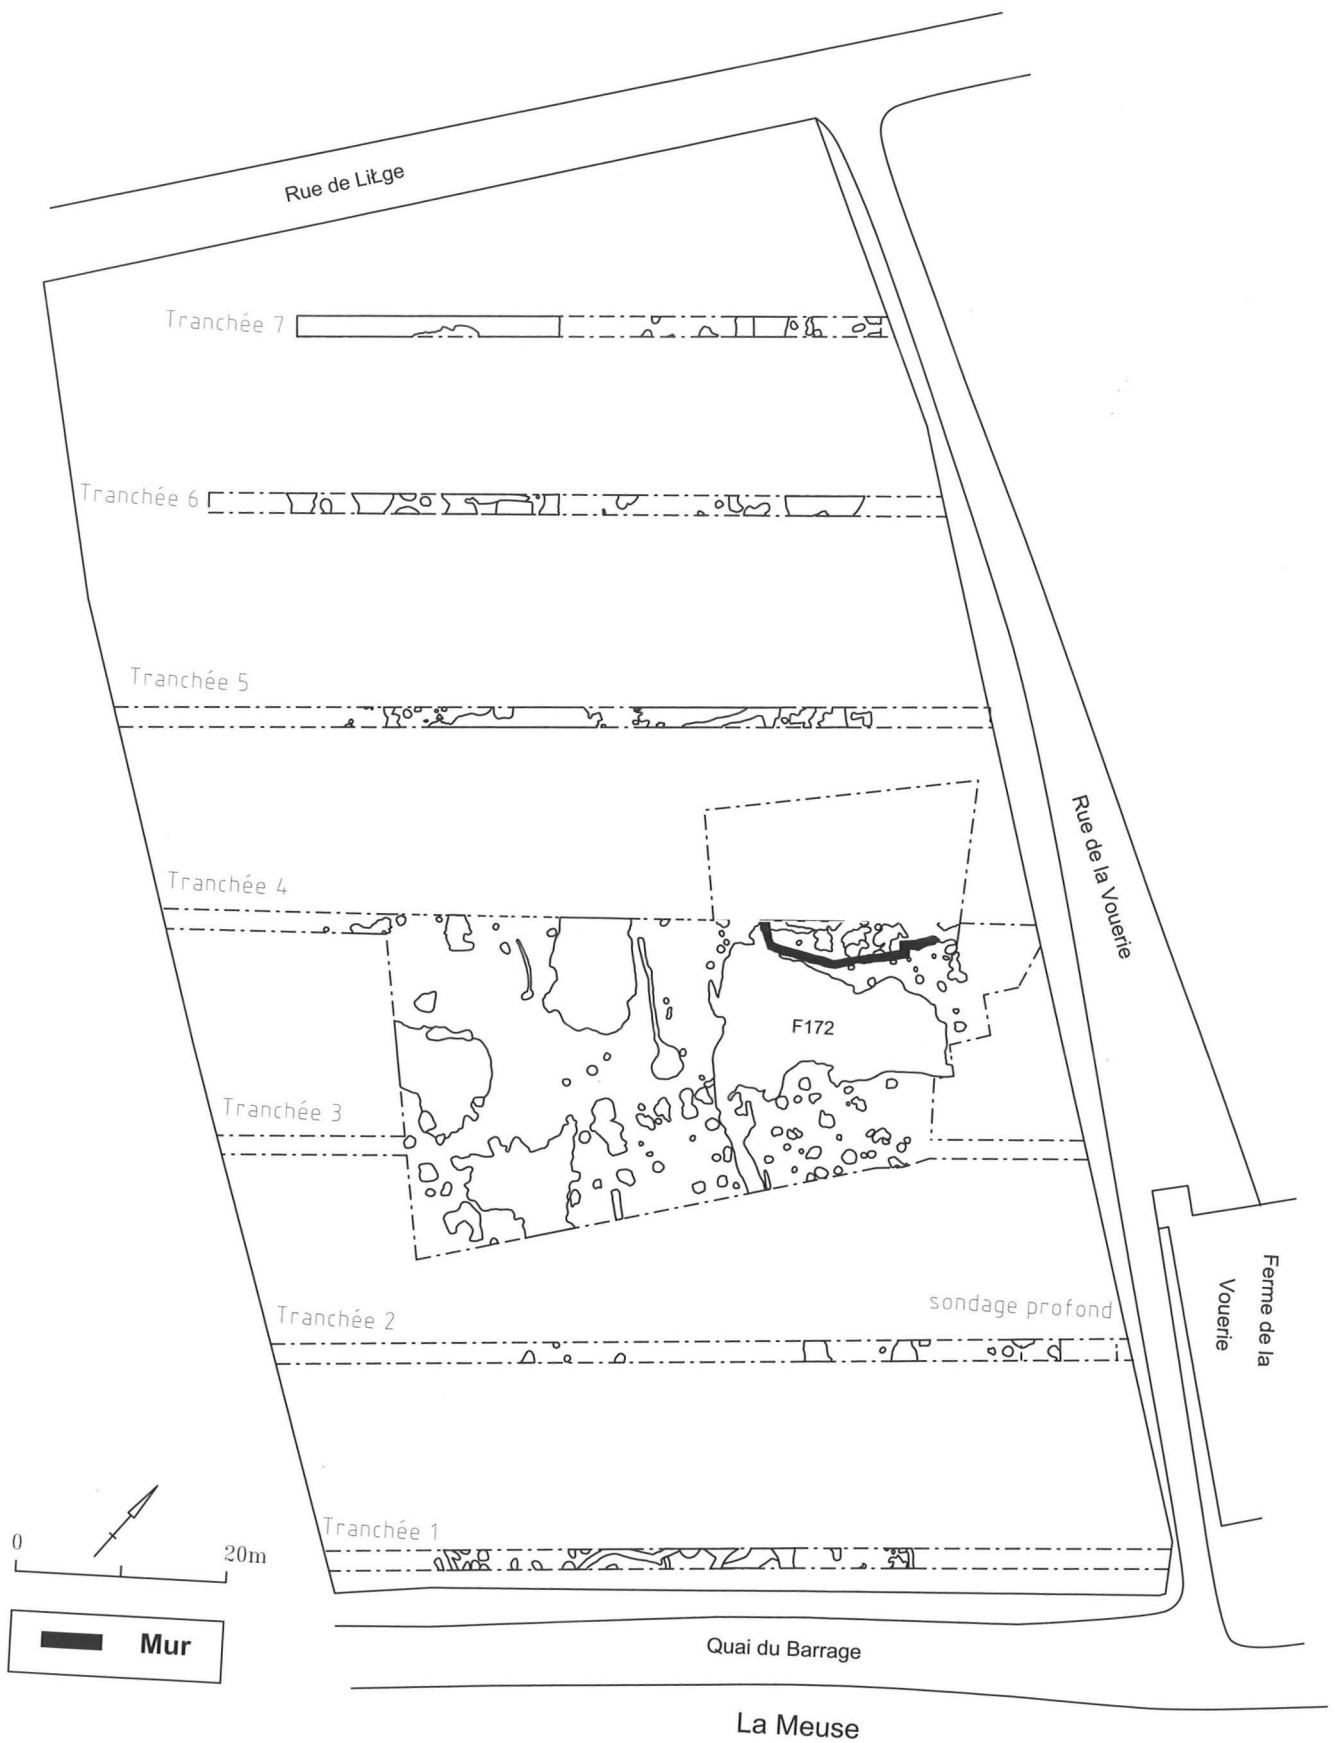 Rue de LiŁge
Tranchée 7
Tranchée 6
Tranchée 5
Rue de la Vouerie
Tranchée 4
F172
Tranchée 3
Ferme de la
Vouerie
sondage profond
Tranchée 2
Tranchée 1
0
20m
Mur
Quai du Barrage
La Meuse